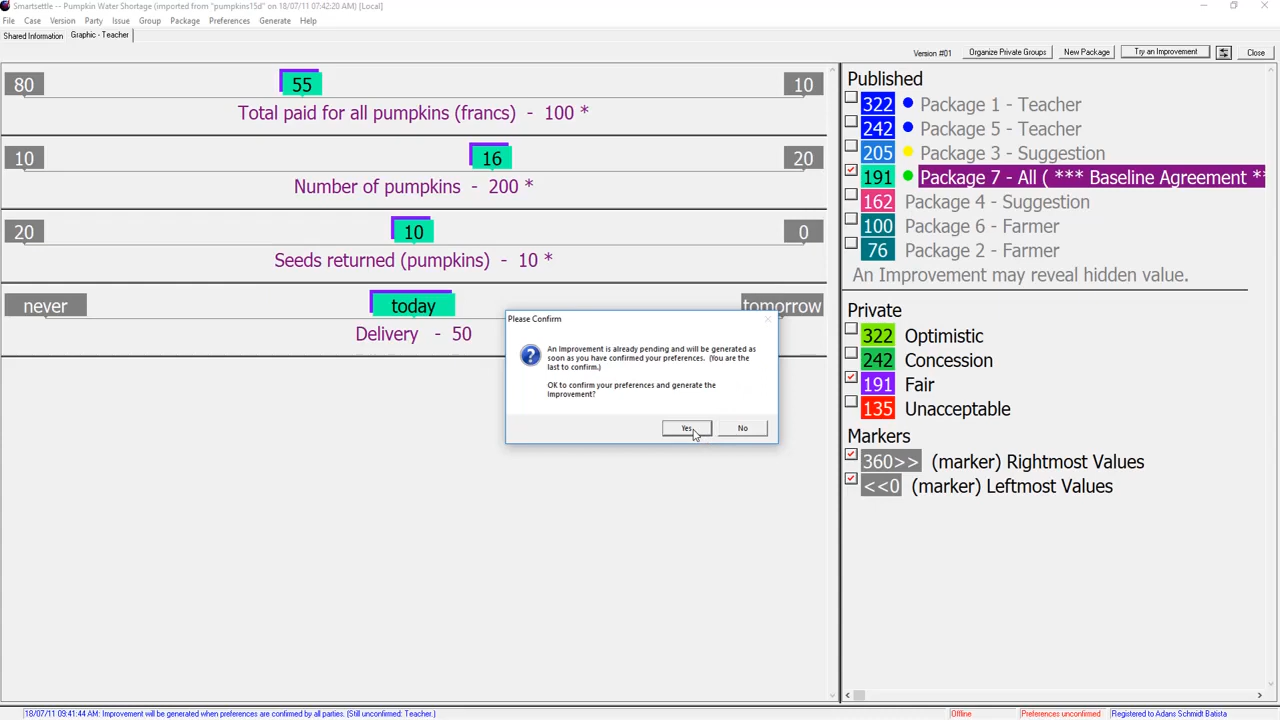 Smartsettle - Pumpkin Water Shortage (imported from "pumpkins15d" on 18/07/11 07:42:20 AM) [Local]
File Case Version Party Issue Group Package Preferences Generate Help
Shared Information Graphic - Teacher
Version #01 Organize Private Groups New Package Try an Improvement Close
80 55 10
Total paid for all pumpkins (francs) - 100 *
10 16 20
Number of pumpkins - 200 *
20 10 0
Seeds returned (pumpkins) - 10 *
never today tomorrow
Delivery - 50
Please Confirm
An Improvement is already pending and will be generated as
soon as you have confirmed your preferences. (You are the
last to confirm.)
OK to confirm your preferences and generate the
Improvement?
Yes No
Published
322 Package 1 - Teacher
242 Package 5 - Teacher
205 Package 3 - Suggestion
191 Package 7 - All ( *** Baseline Agreement **
162 Package 4 - Suggestion
100 Package 6 - Farmer
76 Package 2 - Farmer
An Improvement may reveal hidden value.
Private
322 Optimistic
242 Concession
191 Fair
135 Unacceptable
Markers
360>> (marker) Rightmost Values
<<0 (marker) Leftmost Values
18/07/11 09:41:44 AM: Improvement will be generated when preferences are confirmed by all parties. (Still unconfirmed: Teacher.) Offline Preferences unconfirmed Registered to Adans Schmidt Batista